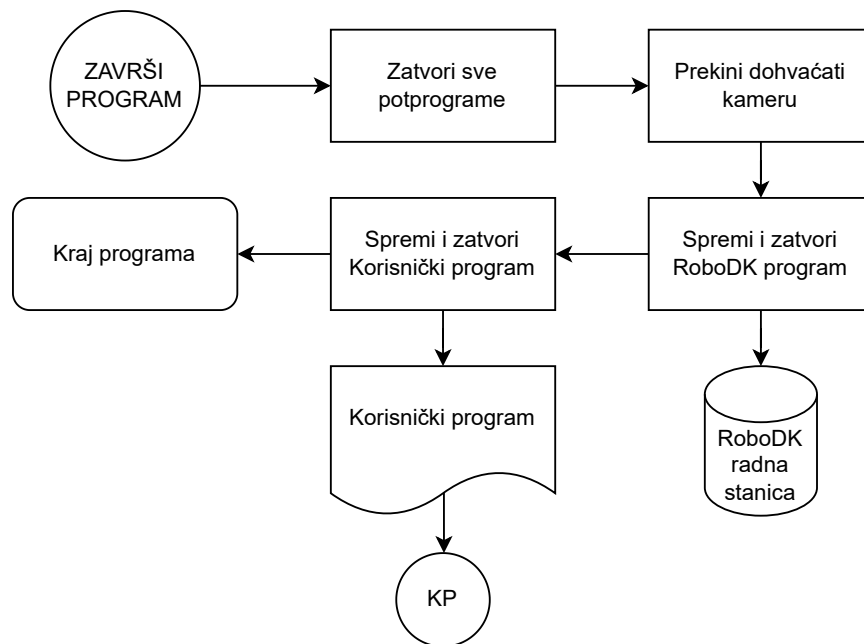 ZAVRŠI
PROGRAM
Zatvori sve
potprograme
Prekini dohvaćati
kameru
Kraj programa
Spremi i zatvori
Korisnički program
Spremi i zatvori
RoboDK program
Korisnički program
RoboDK
radna
stanica
KP